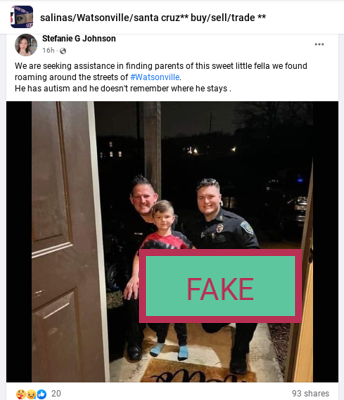 salinas/Watsonville/santa cruz** buy/sell/trade **
Stefanie G Johnson
16h ·
We are seeking assistance in finding parents of this sweet little fella we found
roaming around the streets of #Watsonville.
He has autism and he doesn't remember where he stays .
FAKE
20
93 shares